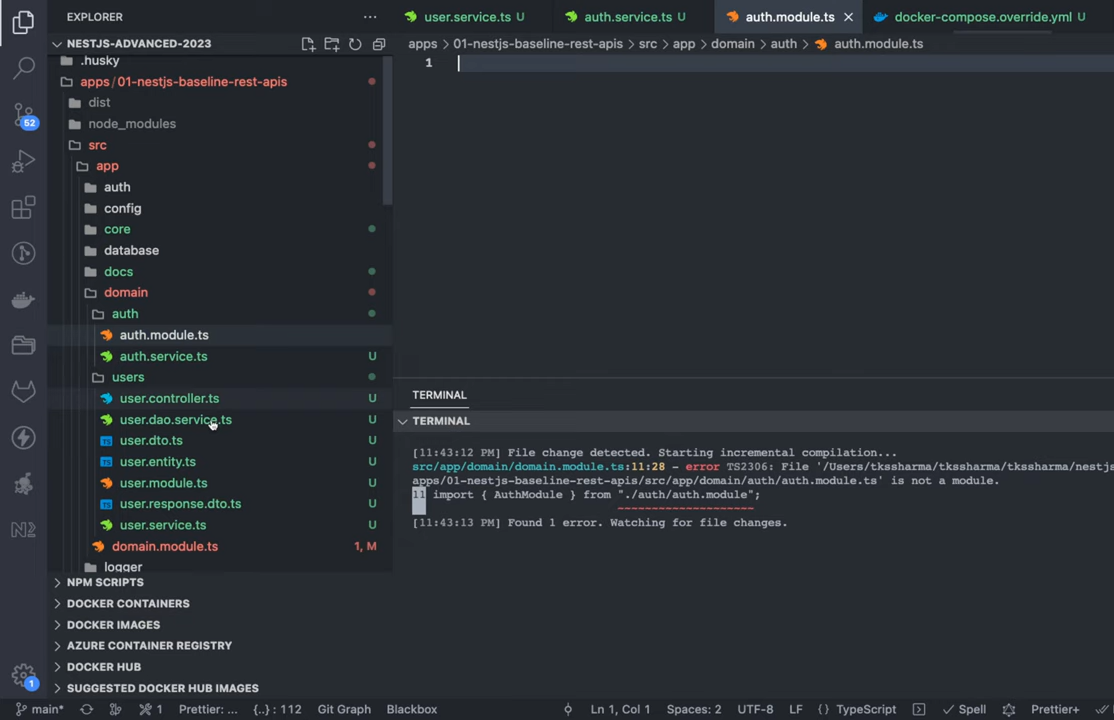 EXPLORER
NESTJS-ADVANCED-2023
.husky
apps / 01-nestjs-baseline-rest-apis
dist
node_modules
src
app
auth
config
core
database
docs
domain
auth
auth.module.ts
auth.service.ts U
users
user.controller.ts U
user.dao.service.ts U
TS user.dto.ts U
TS user.entity.ts U
user.module.ts U
TS user.response.dto.ts U
user.service.ts U
domain.module.ts 1, M
logger
NPM SCRIPTS
DOCKER CONTAINERS
DOCKER IMAGES
AZURE CONTAINER REGISTRY
DOCKER HUB
SUGGESTED DOCKER HUB IMAGES
52
N2
1
user.service.ts U auth.service.ts U auth.module.ts docker-compose.override.yml U
apps > 01-nestjs-baseline-rest-apis > src > app > domain > auth > auth.module.ts
1
TERMINAL
TERMINAL
[11:43:12 PM] File change detected. Starting incremental compilation...
src/app/domain/domain.module.ts:11:28 - error TS2306: File '/Users/tkssharma/tkssharma/nestjs
apps/01-nestjs-baseline-rest-apis/src/app/domain/auth/auth.module.ts' is not a module.
11 import { AuthModule } from "./auth/auth.module";
~~~~~~~~~~~~~~~~~~~~
[11:43:13 PM] Found 1 error. Watching for file changes.
main* 1 Prettier: ... {..} : 112 Git Graph Blackbox Ln 1, Col 1 Spaces: 2 UTF-8 LF {} TypeScript Spell Prettier+